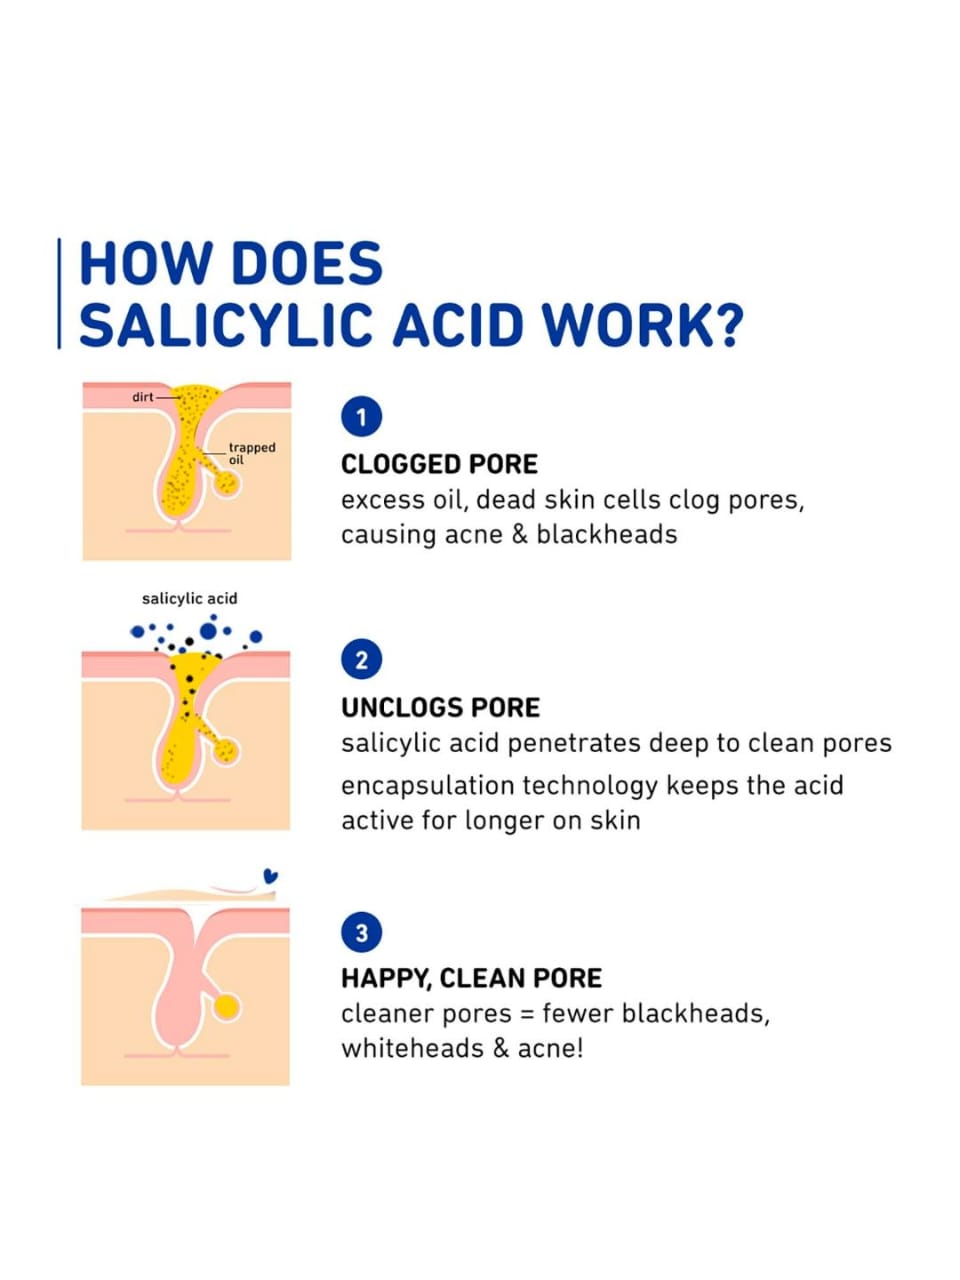 HOW DOES
SALICYLIC ACID WORK?
dirt
trapped
oil
1
CLOGGED PORE
excess oil, dead skin cells clog pores,
causing acne & blackheads
salicylic acid
2
UNCLOGS PORE
salicylic acid penetrates deep to clean pores
encapsulation technology keeps the acid
active for longer on skin
3
HAPPY, CLEAN PORE
cleaner pores = fewer blackheads,
whiteheads & acne!